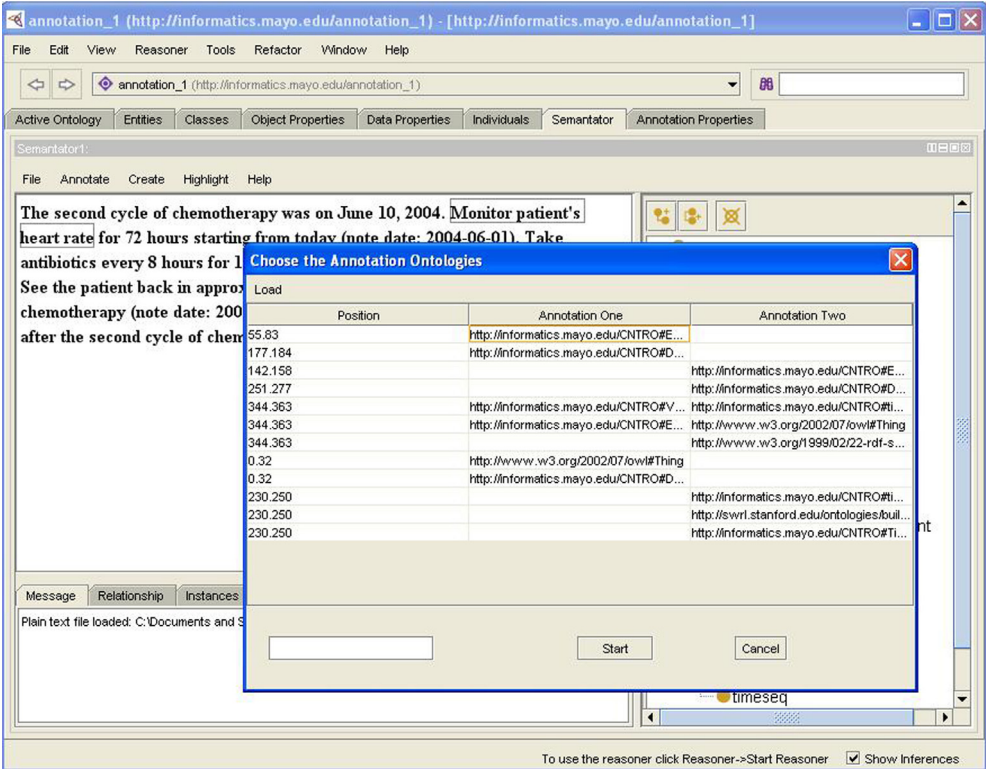 annotation_1 (http://informatics.mayo.edu/annotation_1) - [http://informatics.mayo.edu/annotation_1]
File Edit View Reasoner Tools Refactor Window Help
annotation_1 (http://informatics.mayo.edu/annotation_1)
Active Ontology Entities Classes Object Properties Data Properties Individuals Semantator Annotation Properties
Semantator1:
File Annotate Create Highlight Help
The second cycle of chemotherapy was on June 10, 2004. Monitor patient's
heart rate for 72 hours starting from today (note date: 2004-06-01). Take
antibiotics every 8 hours for 1
See the patient back in approx
chemotherapy (note date: 200
after the second cycle of chem
Choose the Annotation Ontologies
Load
Position Annotation One Annotation Two
55.83 http://informatics.mayo.edu/CNTRO#E...
177.184 http://informatics.mayo.edu/CNTRO#D...
142.158 http://informatics.mayo.edu/CNTRO#E...
251.277 http://informatics.mayo.edu/CNTRO#D...
344.363 http://informatics.mayo.edu/CNTRO#V... http://informatics.mayo.edu/CNTRO#ti...
344.363 http://informatics.mayo.edu/CNTRO#E... http://www.w3.org/2002/07/owl#Thing
344.363 http://www.w3.org/1999/02/22-rdf-s...
0.32 http://www.w3.org/2002/07/owl#Thing
0.32 http://informatics.mayo.edu/CNTRO#D...
230.250 http://informatics.mayo.edu/CNTRO#ti...
230.250 http://swrl.stanford.edu/ontologies/buil...
230.250 http://informatics.mayo.edu/CNTRO#Ti...
nt
Start Cancel
Message Relationship Instances
Plain text file loaded: C:\Documents and S
timeseq
To use the reasoner click Reasoner->Start Reasoner Show Inferences